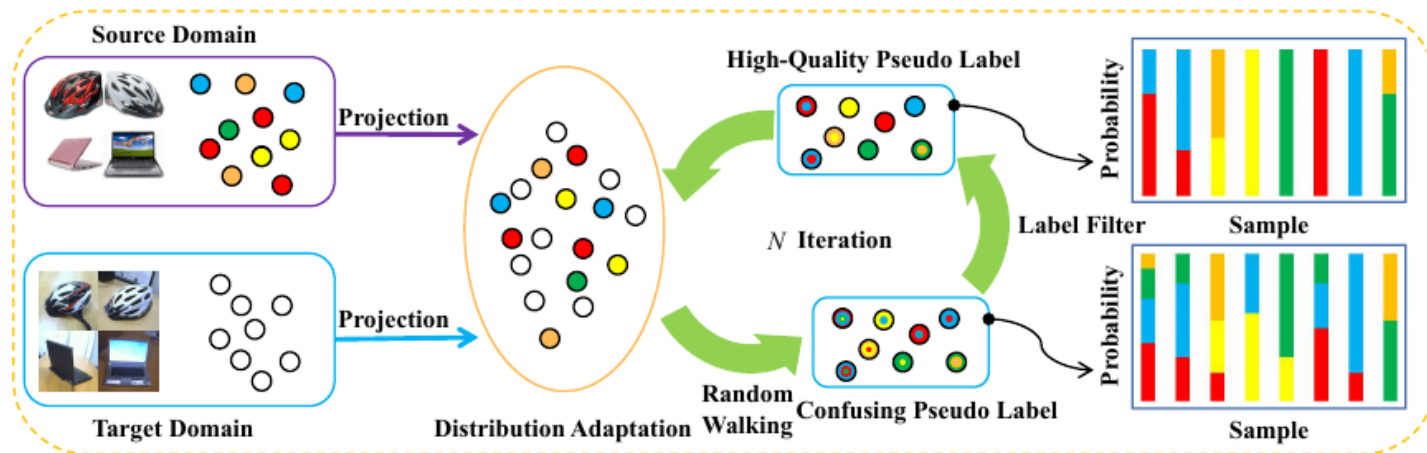 Source Domain
Projection
Target Domain
Projection
Distribution Adaptation
High-Quality Pseudo Label
N Iteration
Label Filter
Random
Walking
Confusing Pseudo Label
Probability
Sample
Probability
Sample